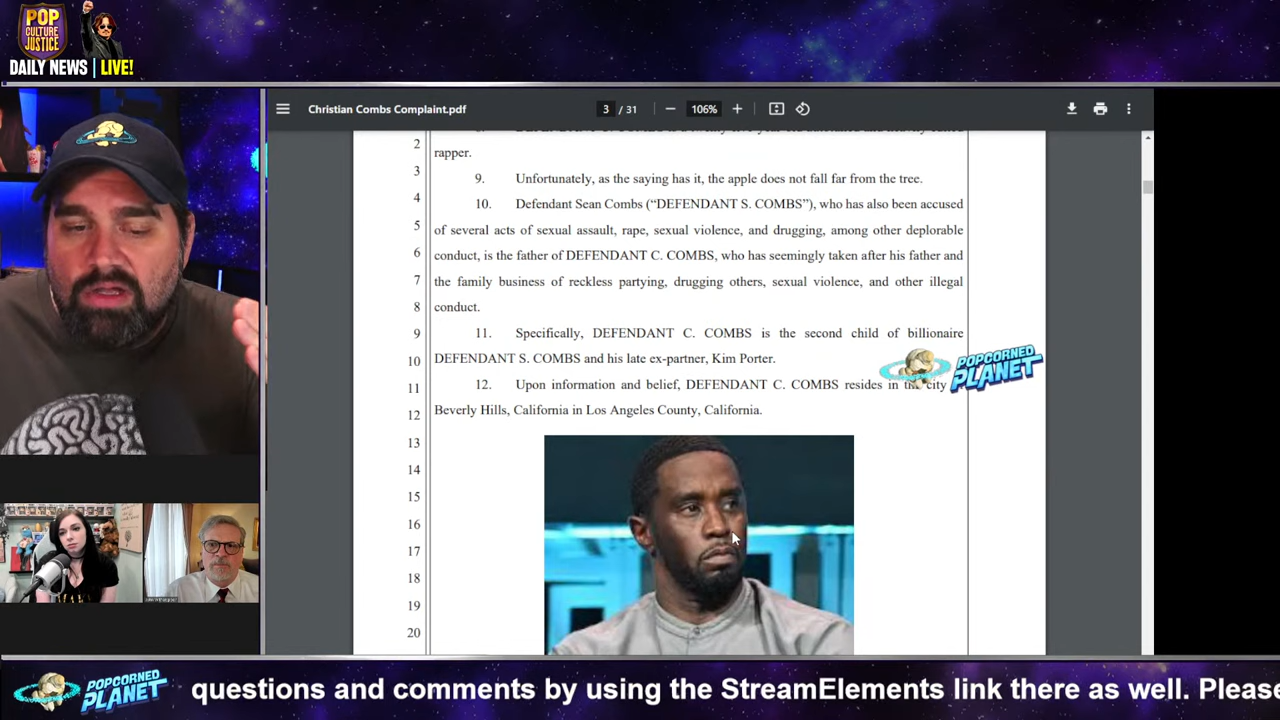 POP
CULTURE
JUSTICE
DAILY NEWS | LIVE!
Christian Combs Complaint.pdf
3 / 31
106%
2
rapper.
3
9. Unfortunately, as the saying has it, the apple does not fall far from the tree.
4
10. Defendant Sean Combs (“DEFENDANT S. COMBS”), who has also been accused
5
of several acts of sexual assault, rape, sexual violence, and drugging, among other deplorable
6
conduct, is the father of DEFENDANT C. COMBS, who has seemingly taken after his father and
7
the family business of reckless partying, drugging others, sexual violence, and other illegal
8
conduct.
9
11. Specifically, DEFENDANT C. COMBS is the second child of billionaire
10
DEFENDANT S. COMBS and his late ex-partner, Kim Porter.
11
12. Upon information and belief, DEFENDANT C. COMBS resides in the city
12
Beverly Hills, California in Los Angeles County, California.
13
14
15
16
17
18
19
20
POPCORNED
PLANET
POPCORNED
PLANET
questions and comments by using the StreamElements link there as well. Please